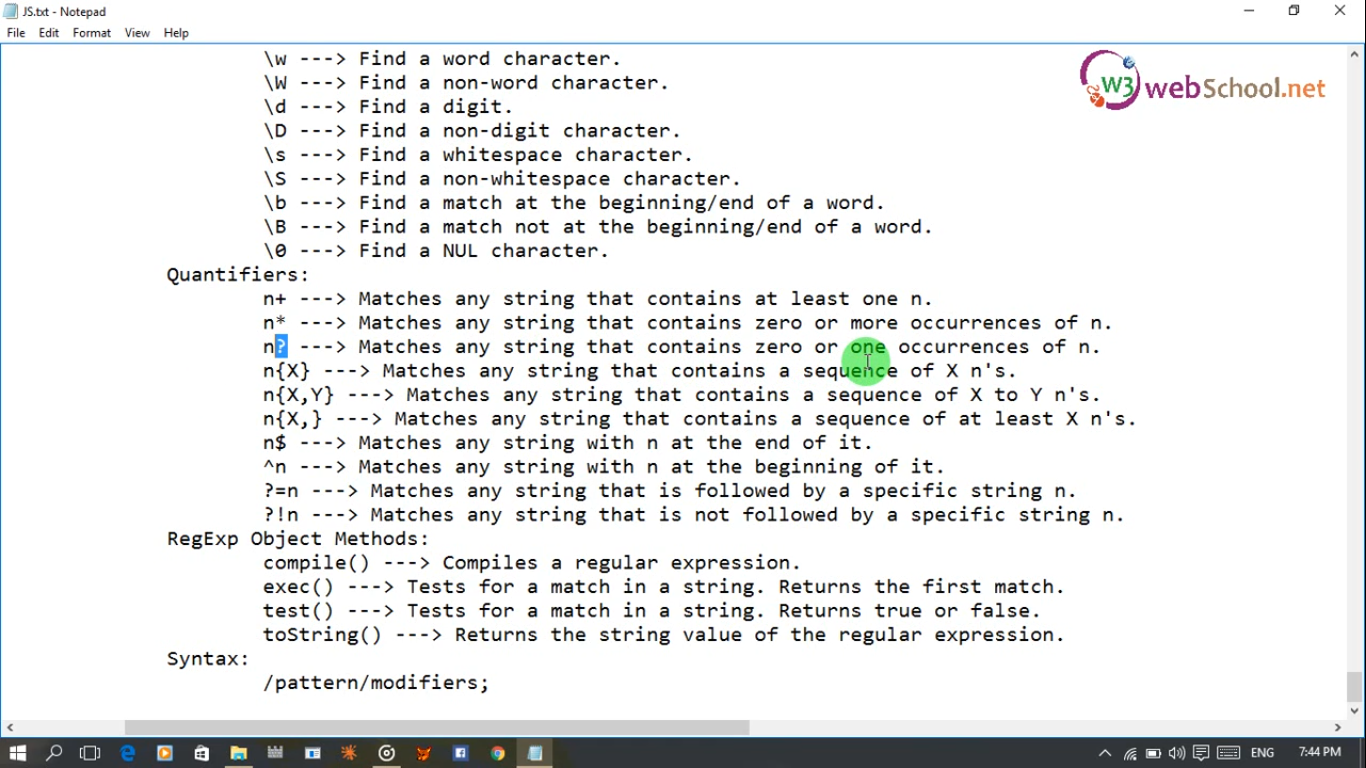 JS.txt - Notepad
File Edit Format View Help
W3 webSchool.net
\w ---> Find a word character.
\W ---> Find a non-word character.
\d ---> Find a digit.
\D ---> Find a non-digit character.
\s ---> Find a whitespace character.
\S ---> Find a non-whitespace character.
\b ---> Find a match at the beginning/end of a word.
\B ---> Find a match not at the beginning/end of a word.
\0 ---> Find a NUL character.
Quantifiers:
n+ ---> Matches any string that contains at least one n.
n* ---> Matches any string that contains zero or more occurrences of n.
n? ---> Matches any string that contains zero or one occurrences of n.
n{X} ---> Matches any string that contains a sequence of X n's.
n{X,Y} ---> Matches any string that contains a sequence of X to Y n's.
n{X,} ---> Matches any string that contains a sequence of at least X n's.
n$ ---> Matches any string with n at the end of it.
^n ---> Matches any string with n at the beginning of it.
?=n ---> Matches any string that is followed by a specific string n.
?!n ---> Matches any string that is not followed by a specific string n.
RegExp Object Methods:
compile() ---> Compiles a regular expression.
exec() ---> Tests for a match in a string. Returns the first match.
test() ---> Tests for a match in a string. Returns true or false.
toString() ---> Returns the string value of the regular expression.
Syntax:
/pattern/modifiers;
ENG 7:44 PM